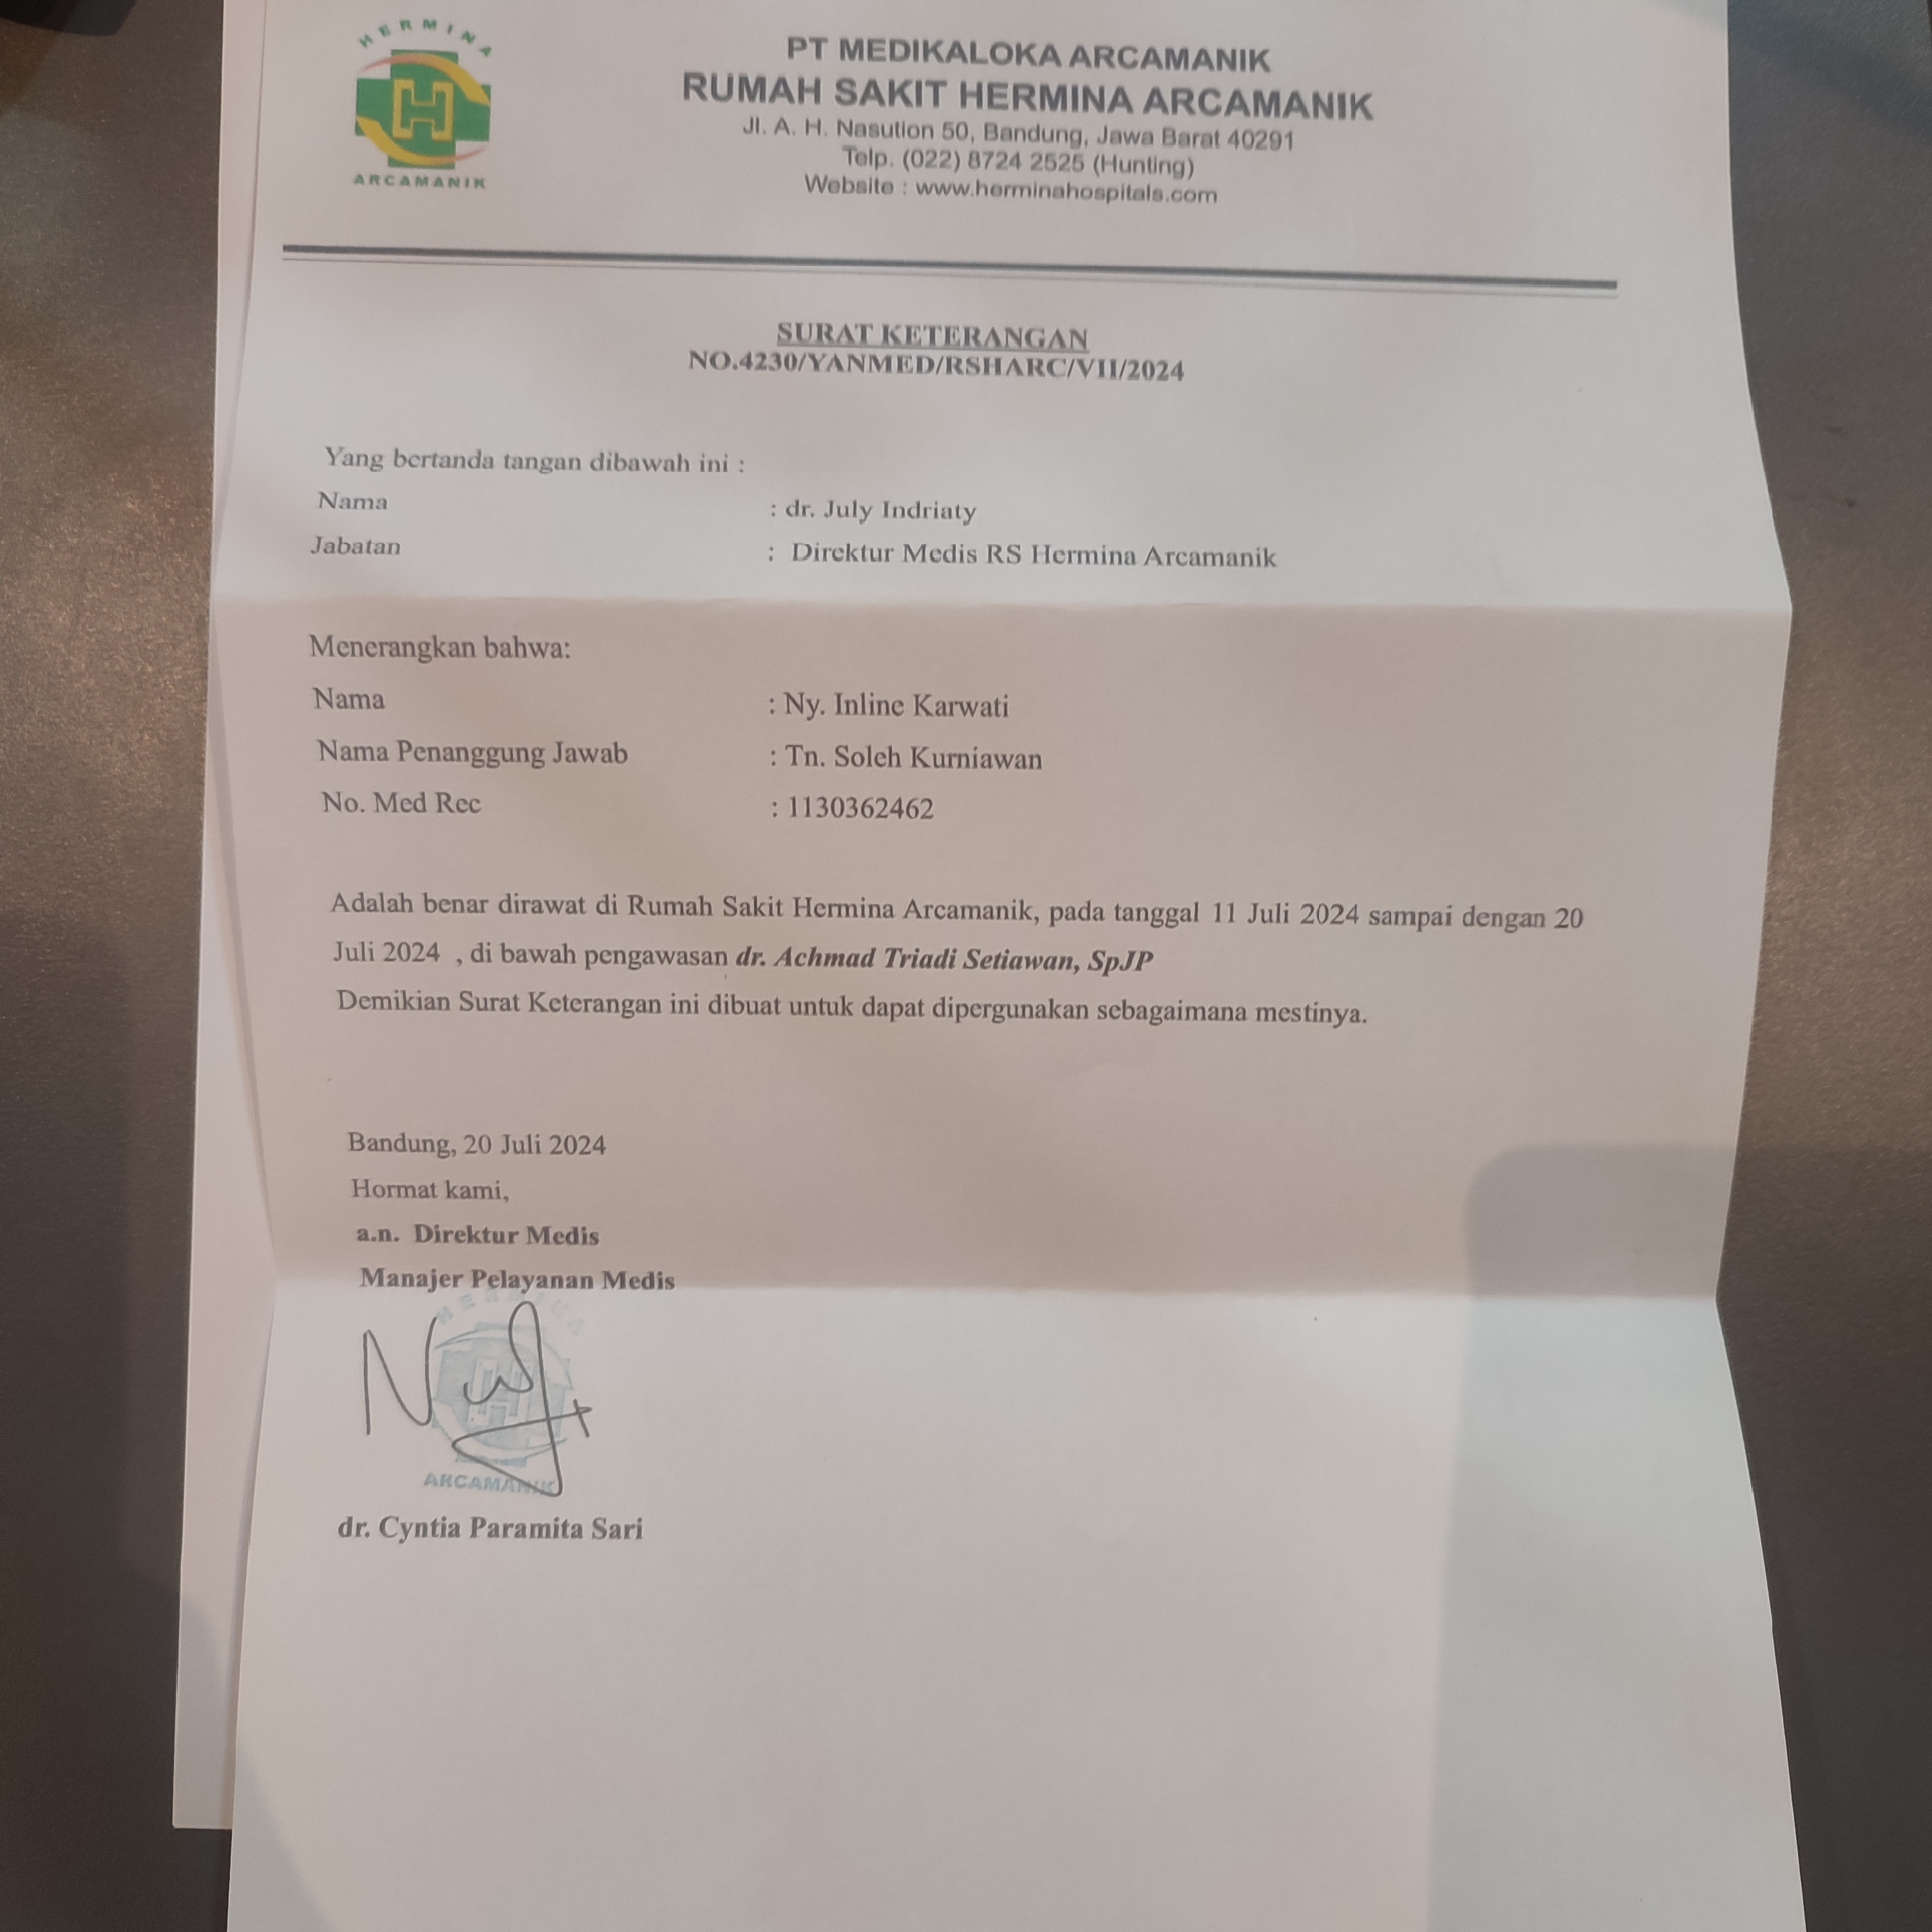 HERMINA
ARCAMANIK
PT MEDIKALOKA ARCAMANIK
RUMAH SAKIT HERMINA ARCAMANIK
Jl. A. H. Nasution 50, Bandung, Jawa Barat 40291
Telp. (022) 8724 2525 (Hunting)
Website : www.herminahospitals.com
SURAT KETERANGAN
NO.4230/YANMED/RSHARC/VII/2024
Yang bertanda tangan dibawah ini :
Nama : dr. July Indriaty
Jabatan : Direktur Medis RS Hermina Arcamanik
Menerangkan bahwa:
Nama : Ny. Inline Karwati
Nama Penanggung Jawab : Tn. Soleh Kurniawan
No. Med Rec : 1130362462
Adalah benar dirawat di Rumah Sakit Hermina Arcamanik, pada tanggal 11 Juli 2024 sampai dengan 20
Juli 2024 , di bawah pengawasan dr. Achmad Triadi Setiawan, SpJP
Demikian Surat Keterangan ini dibuat untuk dapat dipergunakan sebagaimana mestinya.
Bandung, 20 Juli 2024
Hormat kami,
a.n. Direktur Medis
Manajer Pelayanan Medis
HERMINA
ARCAMANIK
dr. Cyntia Paramita Sari